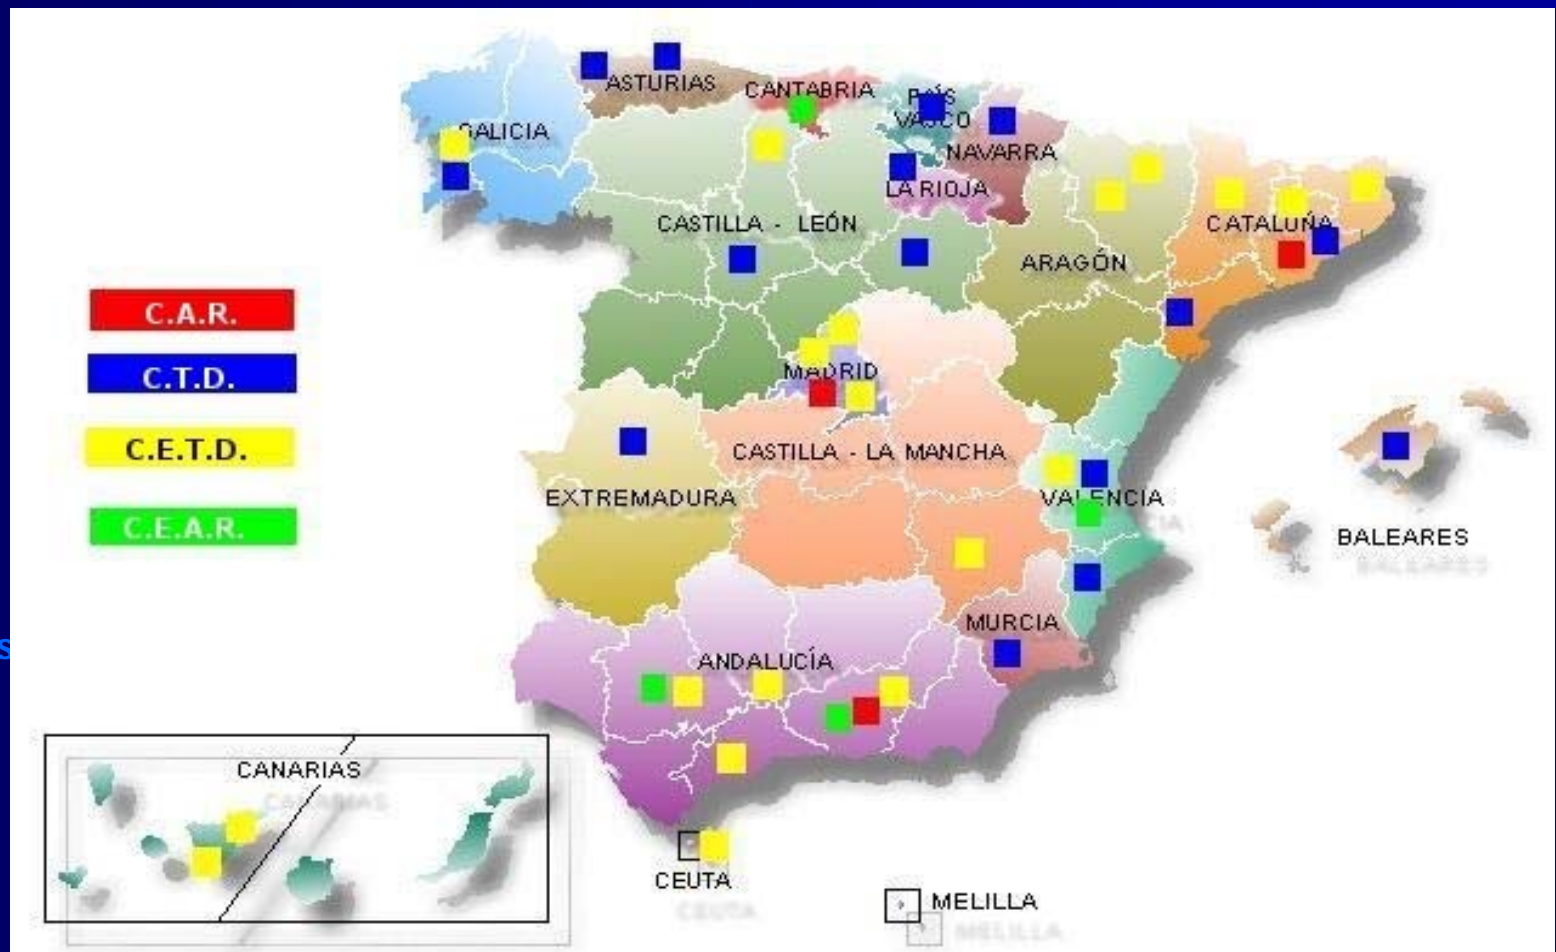 ASTURIAS
CANTABRIA
PAÍS
VASCO
GALICIA
NAVARRA
LA RIOJA
CASTILLA - LEÓN
CATALUÑA
ARAGÓN
C.A.R.
C.T.D.
MADRID
C.E.T.D.
CASTILLA - LA MANCHA
EXTREMADURA
VALENCIA
C.E.A.R.
BALEARES
MURCIA
s
ANDALUCÍA
CANARIAS
CEUTA
MELILLA